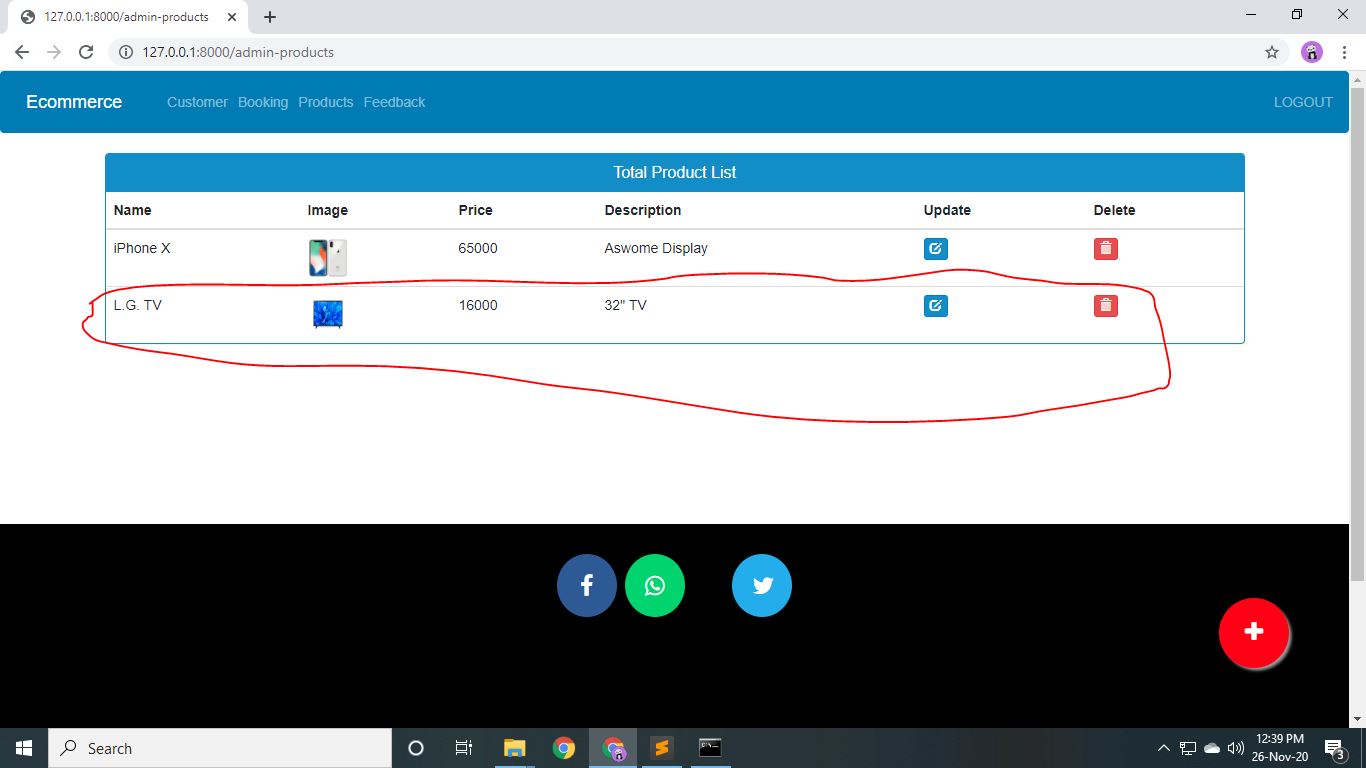 127.0.0.1:8000/admin-products
127.0.0.1:8000/admin-products
Ecommerce Customer Booking Products Feedback LOGOUT
Total Product List
Name Image Price Description Update Delete
iPhone X 65000 Aswome Display
L.G. TV 16000 32" TV
Search
12:39 PM
26-Nov-20
3